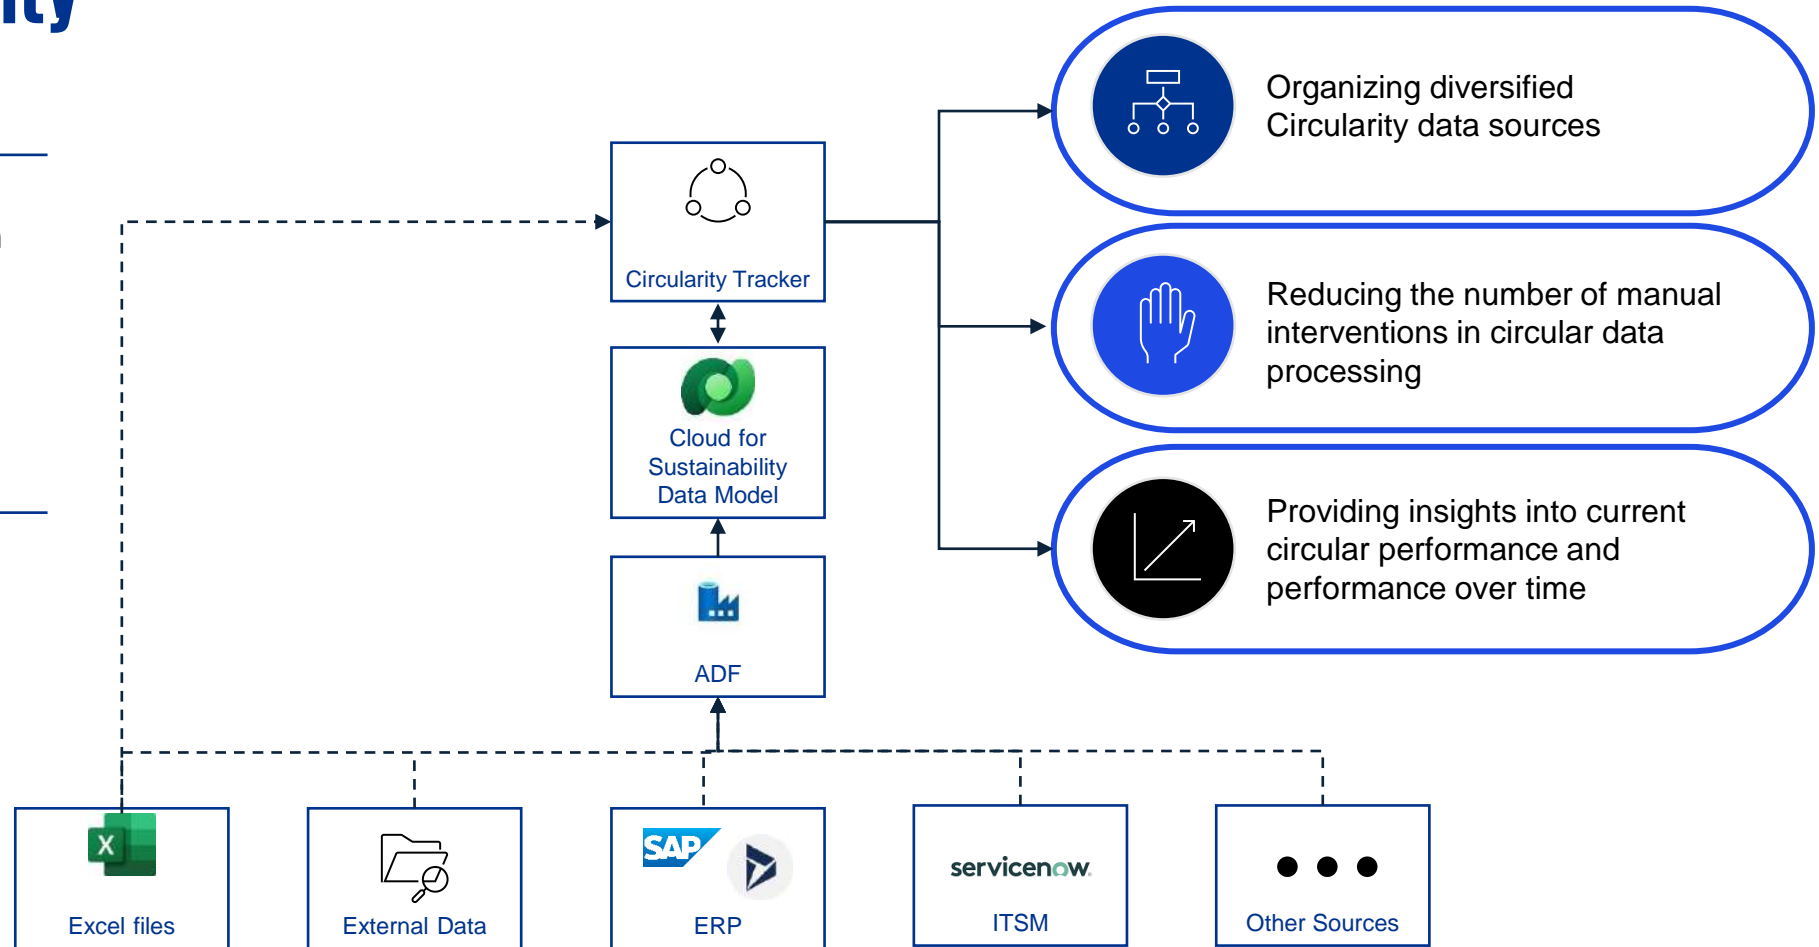 ity
Organizing diversified
Circularity data sources
Circularity Tracker
Reducing the number of manual
interventions in circular data
processing
Cloud for
Sustainability
Data Model
Providing insights into current
circular performance and
performance over time
ADF
X
Excel files
External Data
SAP
ERP
servicenow.
ITSM
Other Sources